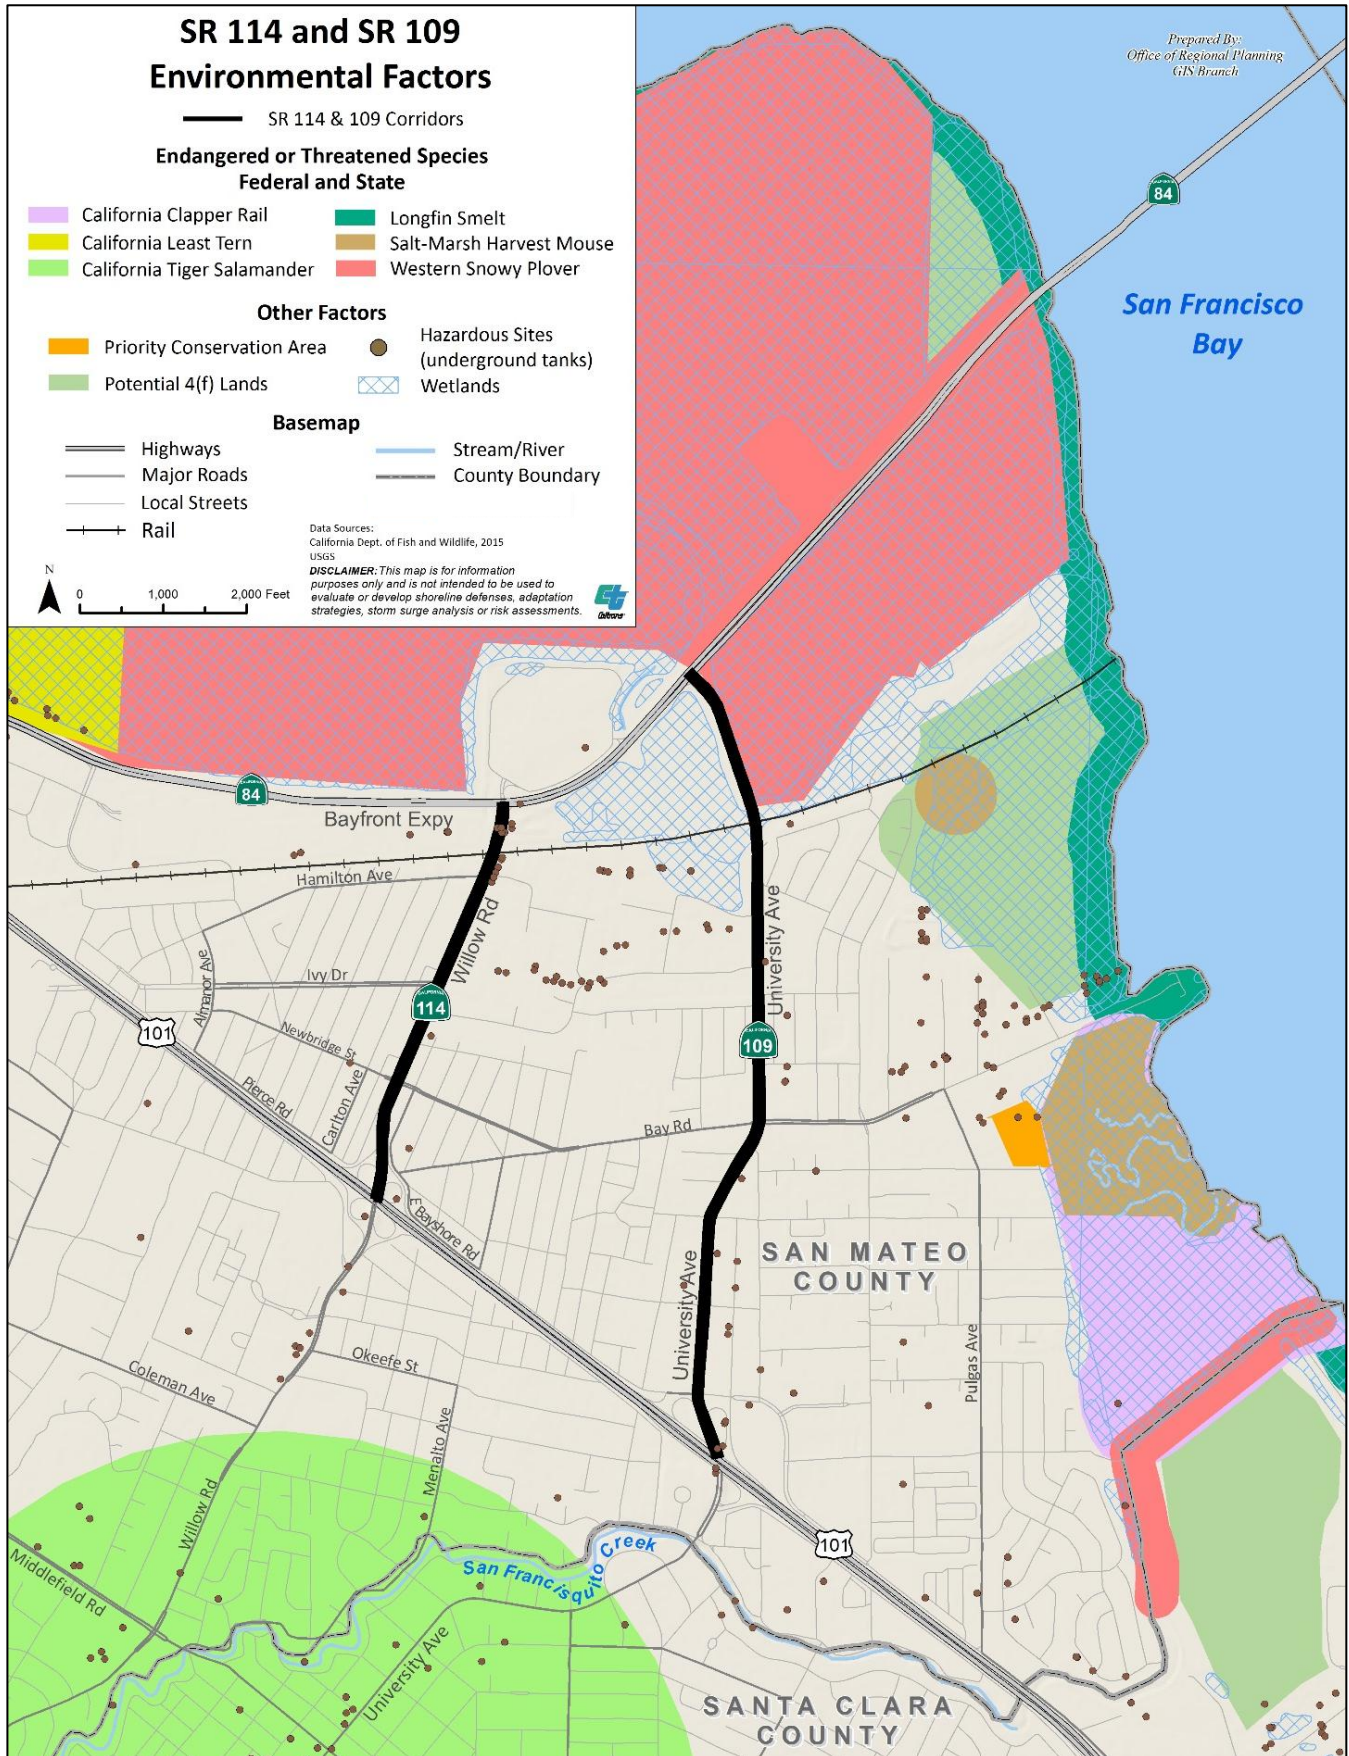 SR 114 and SR 109
Environmental Factors
SR 114 & 109 Corridors
Endangered or Threatened Species
Federal and State
California Clapper Rail
Longfin Smelt
California Least Tern
Salt-Marsh Harvest Mouse
California Tiger Salamander
Western Snowy Plover
Other Factors
Priority Conservation Area
Hazardous Sites
(underground tanks)
Potential 4(f) Lands
Wetlands
Basemap
Highways
Stream/River
Major Roads
County Boundary
Local Streets
Rail
Data Sources:
California Dept. of Fish and Wildlife, 2015
USGS
DISCLAIMER: This map is for information
purposes only and is not intended to be used to
evaluate or develop shoreline defenses, adaptation
strategies, storm surge analysis or risk assessments.
N
0 1,000 2,000 Feet
Caltrans
Prepared By:
Office of Regional Planning
GIS Branch
CALIFORNIA
84
San Francisco
Bay
CALIFORNIA
84
Bayfront Expy
Hamilton Ave
Willow Rd
University Ave
Almanor Ave
Ivy Dr
CALIFORNIA
114
101
Newbridge St
CALIFORNIA
109
Pierce Rd
Carlton Ave
Bay Rd
E Bayshore Rd
SAN MATEO
COUNTY
University Ave
Pulgas Ave
Okeefe St
Coleman Ave
Menalto Ave
Willow Rd
Middlefield Rd
San Francisquito Creek
101
University Ave
SANTA CLARA
COUNTY